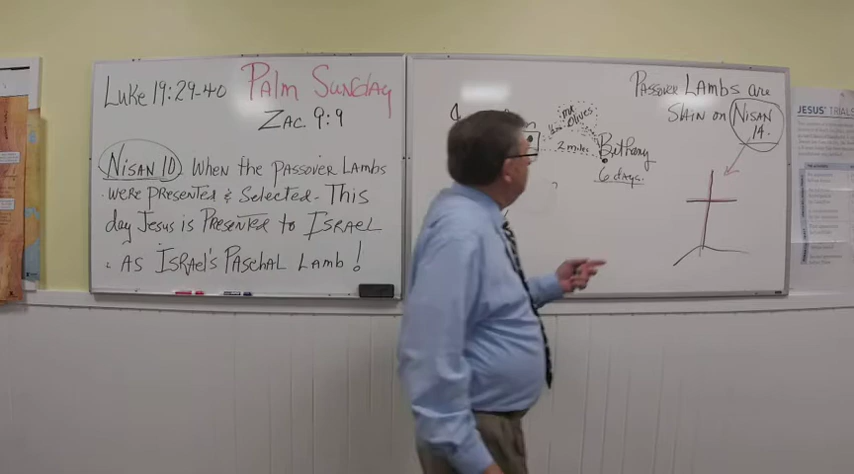 Luke 19:29-40
Palm Sunday
Zac. 9:9
Nisan 10 When the Passover Lambs
were Presented & Selected. This
day Jesus is Presented to Israel
As Israel's Paschal Lamb!
Mt Olives
2 miles
Bethany
6 days.
Passover Lambs are
Slain on Nisan
14.
JESUS' TRIALS